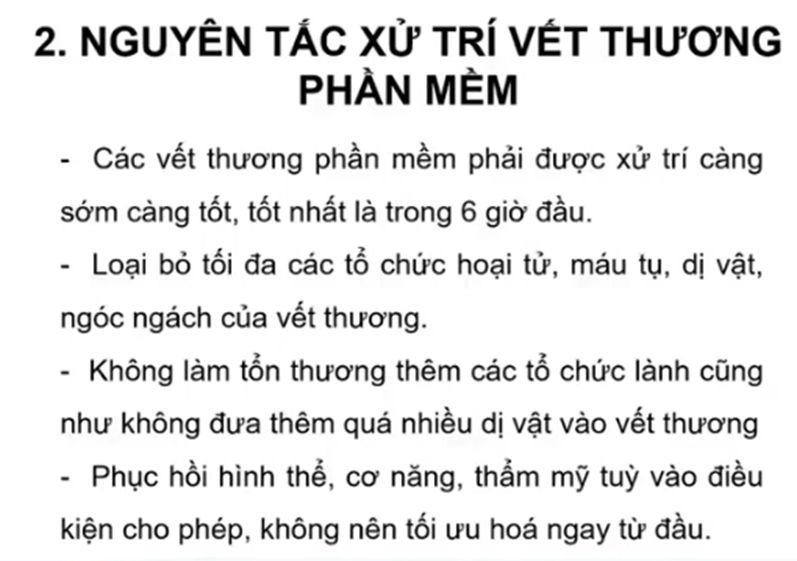 2. NGUYÊN TẮC XỬ TRÍ VẾT THƯƠNG
PHẦN MỀM
- Các vết thương phần mềm phải được xử trí càng
sớm càng tốt, tốt nhất là trong 6 giờ đầu.
- Loại bỏ tối đa các tổ chức hoại tử, máu tụ, dị vật,
ngóc ngách của vết thương.
- Không làm tổn thương thêm các tổ chức lành cũng
như không đưa thêm quá nhiều dị vật vào vết thương
- Phục hồi hình thể, cơ năng, thẩm mỹ tuỳ vào điều
kiện cho phép, không nên tối ưu hoá ngay từ đầu.